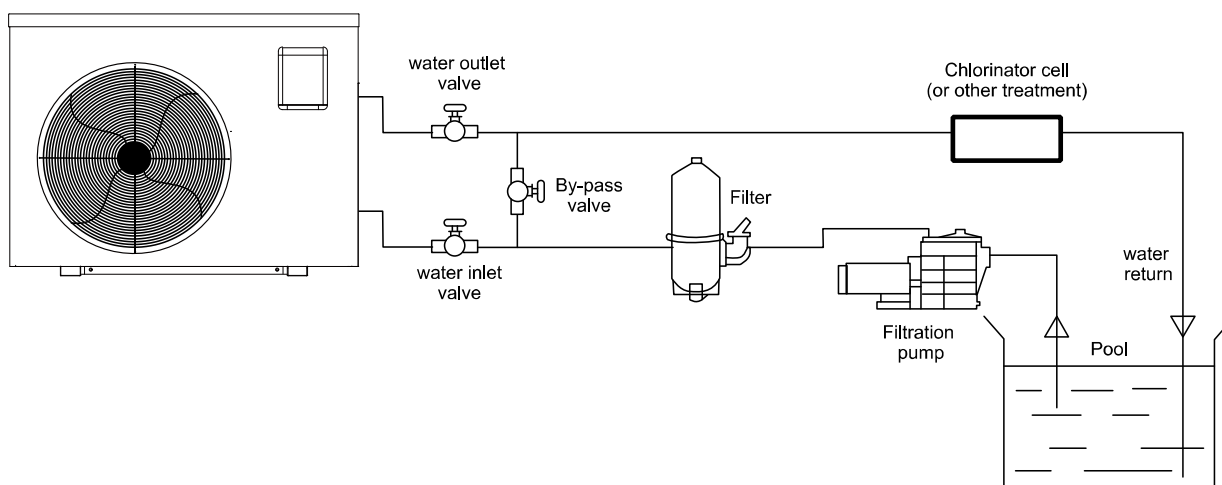 water outlet
valve
Chlorinator cell
(or other treatment)
By-pass
valve
Filter
water inlet
valve
water
return
Filtration
pump
Pool